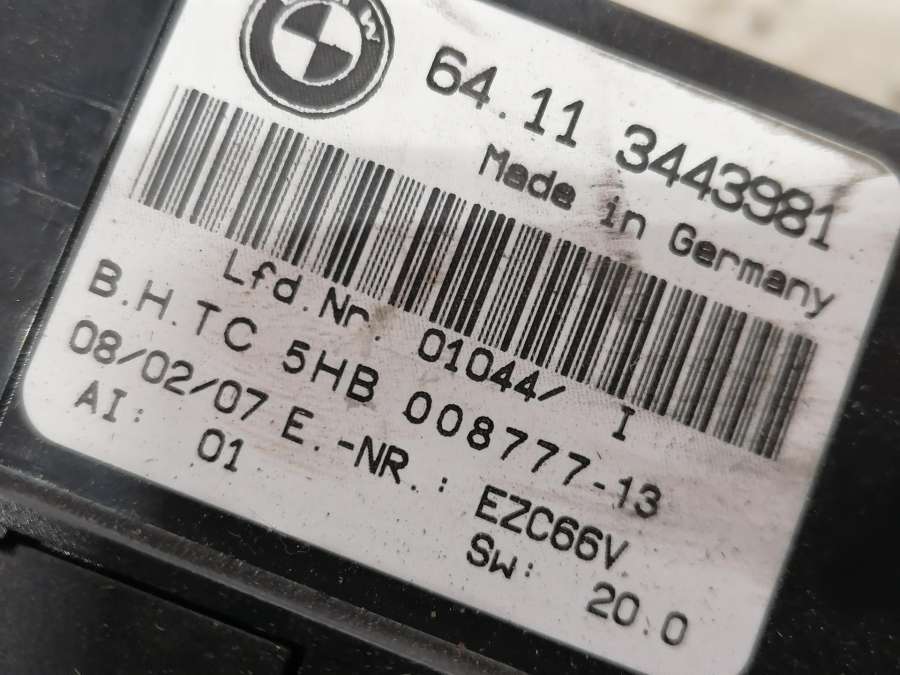 BMW
64.11 3443981
Made in Germany
Lfd.Nr. 01044/ I
B.H.TC 5HB 008777-13
08/02/07 E.-NR.: EZC66V
AI: 01 SW: 20.0